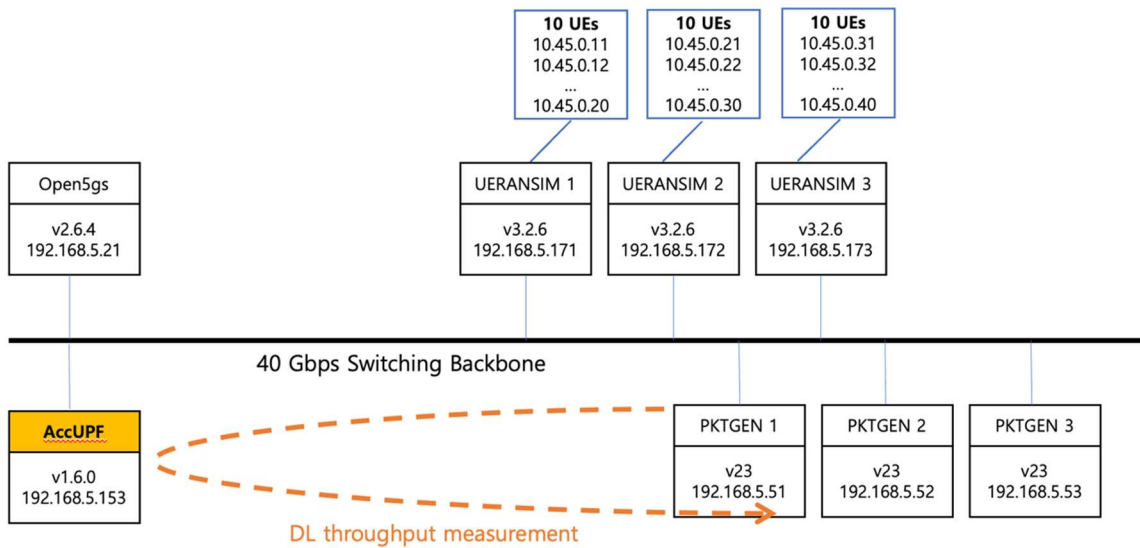 10 UEs
10.45.0.11
10.45.0.12
...
10.45.0.20
10 UEs
10.45.0.21
10.45.0.22
...
10.45.0.30
10 UEs
10.45.0.31
10.45.0.32
...
10.45.0.40
Open5gs
v2.6.4
192.168.5.21
UERANSIM 1
v3.2.6
192.168.5.171
UERANSIM 2
v3.2.6
192.168.5.172
UERANSIM 3
v3.2.6
192.168.5.173
40 Gbps Switching Backbone
AccUPF
v1.6.0
192.168.5.153
PKTGEN 1
v23
192.168.5.51
PKTGEN 2
v23
192.168.5.52
PKTGEN 3
v23
192.168.5.53
DL throughput measurement